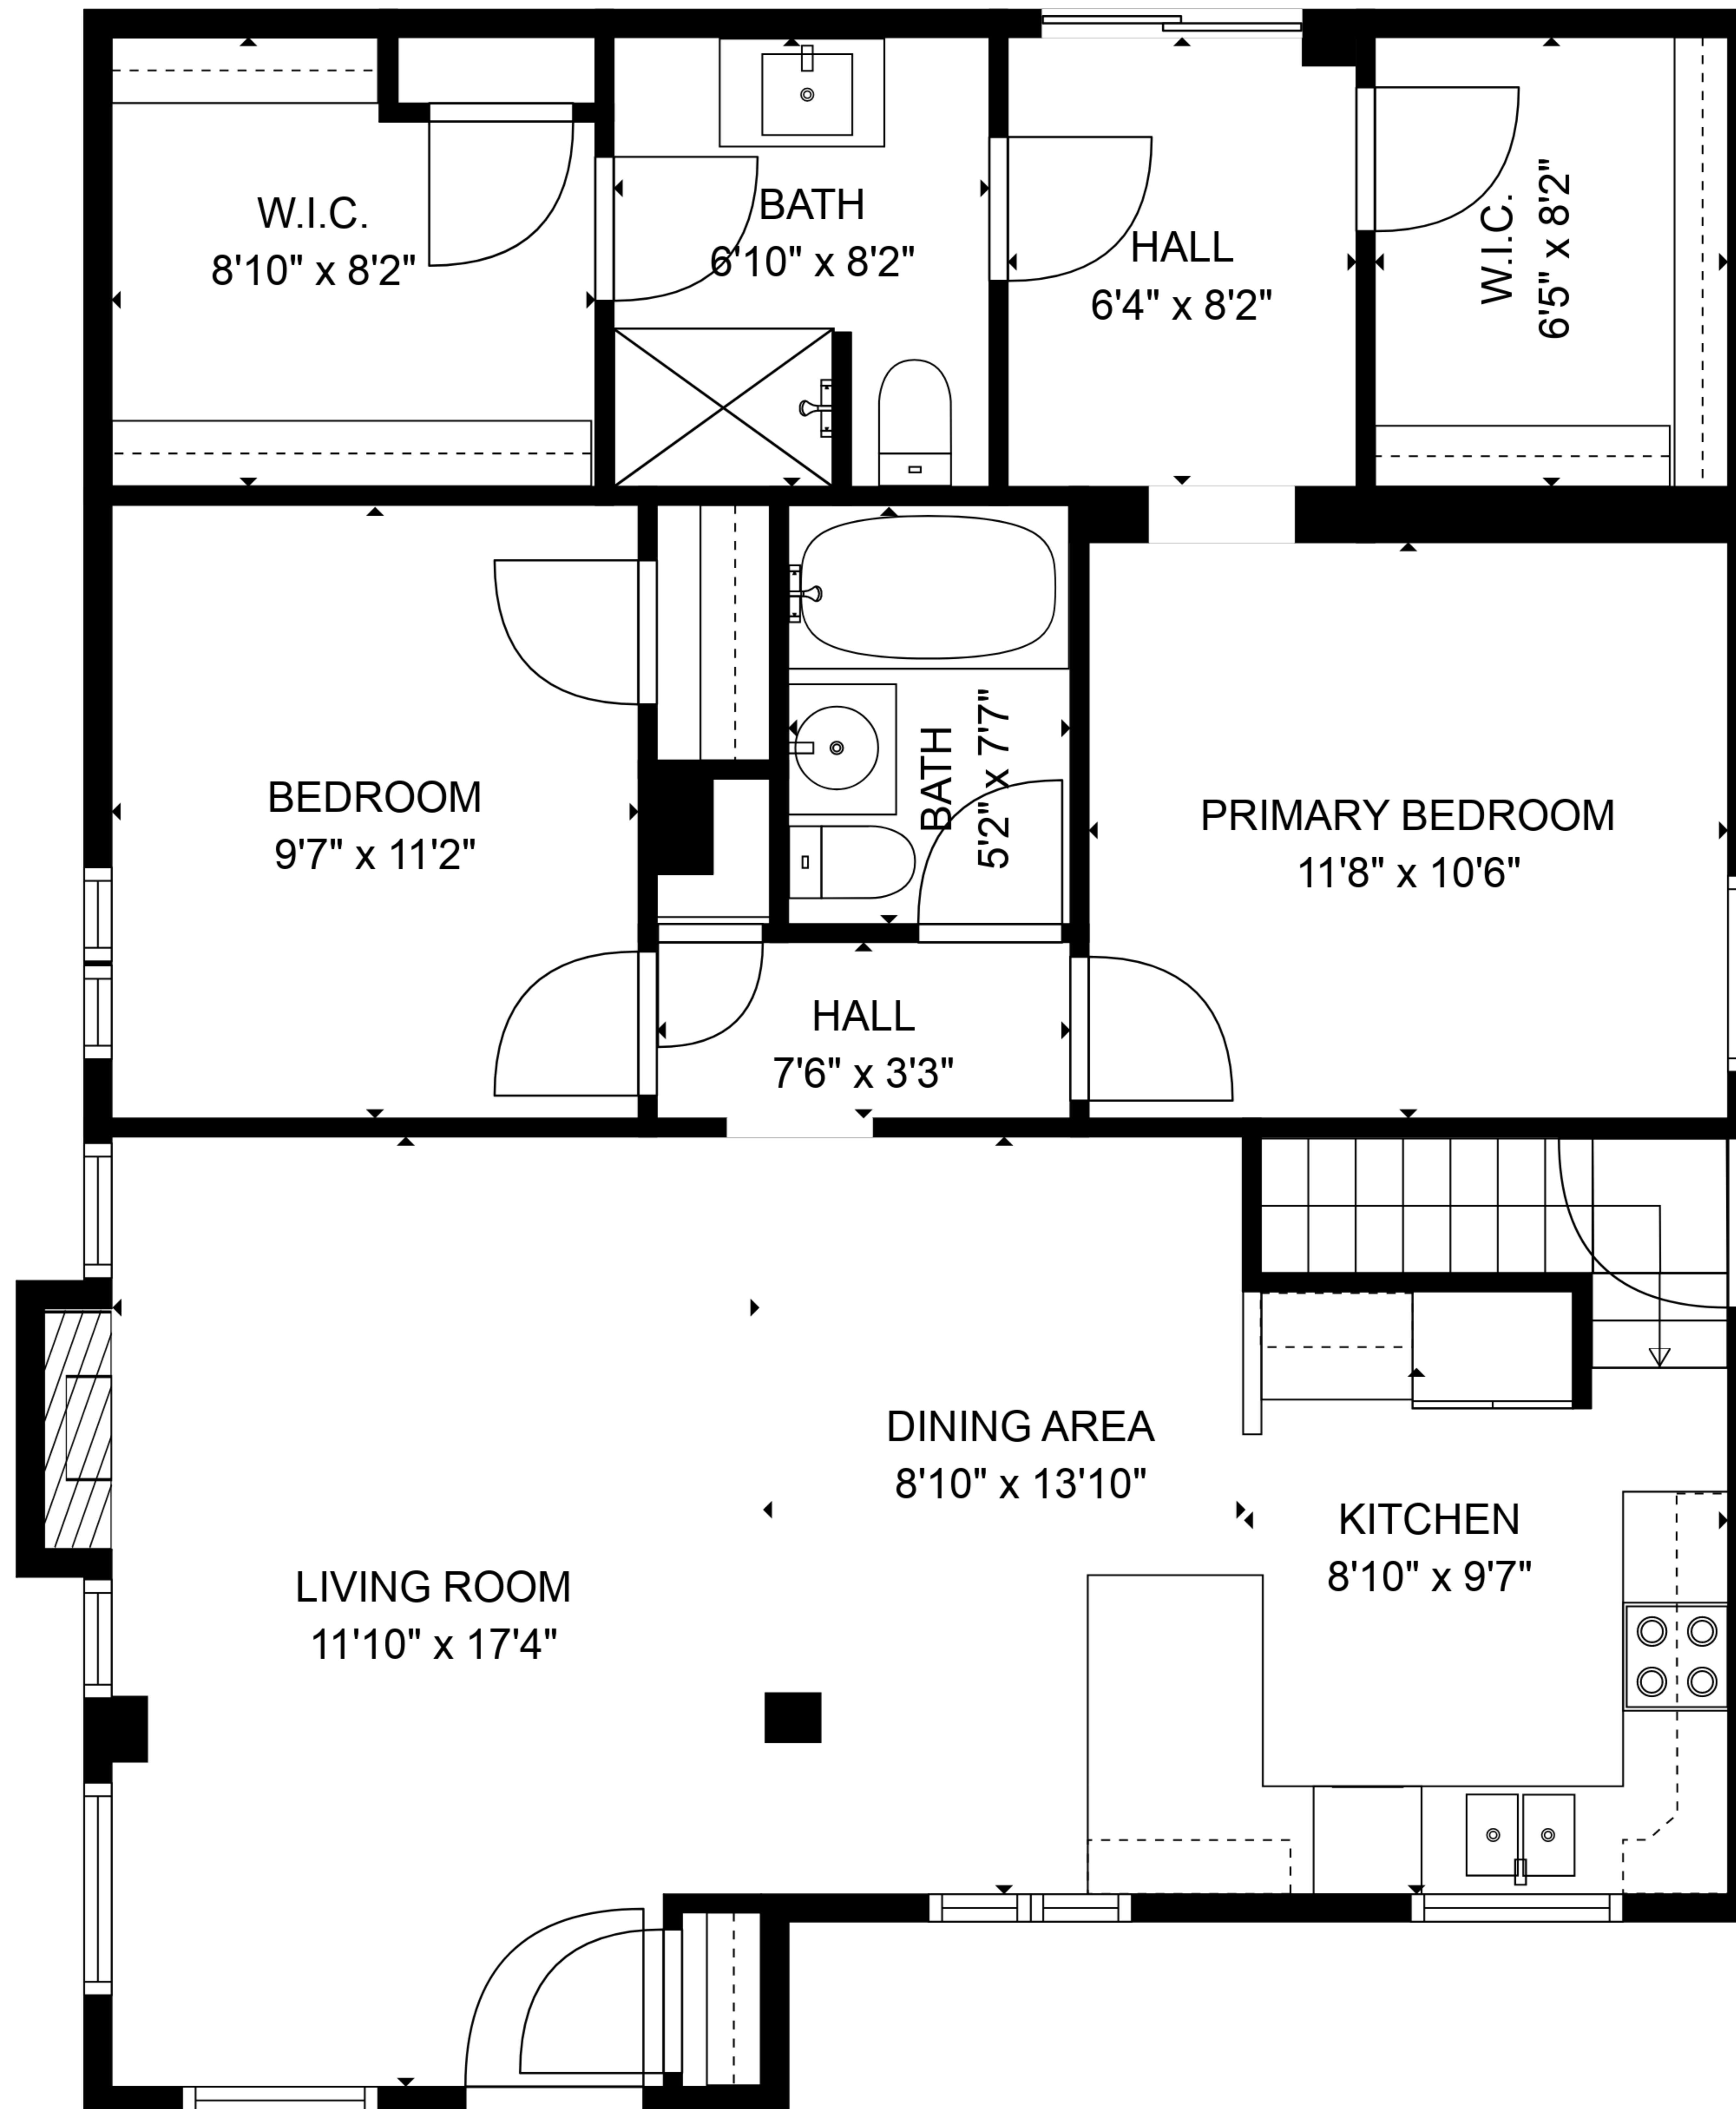 W.I.C.
8'10" x 8'2"
BATH
6'10" x 8'2"
HALL
6'4" x 8'2"
W.I.C.
6'5" x 8'2"
BEDROOM
9'7" x 11'2"
BATH
5'2" x 7'7"
PRIMARY BEDROOM
11'8" x 10'6"
HALL
7'6" x 3'3"
DINING AREA
8'10" x 13'10"
KITCHEN
8'10" x 9'7"
LIVING ROOM
11'10" x 17'4"